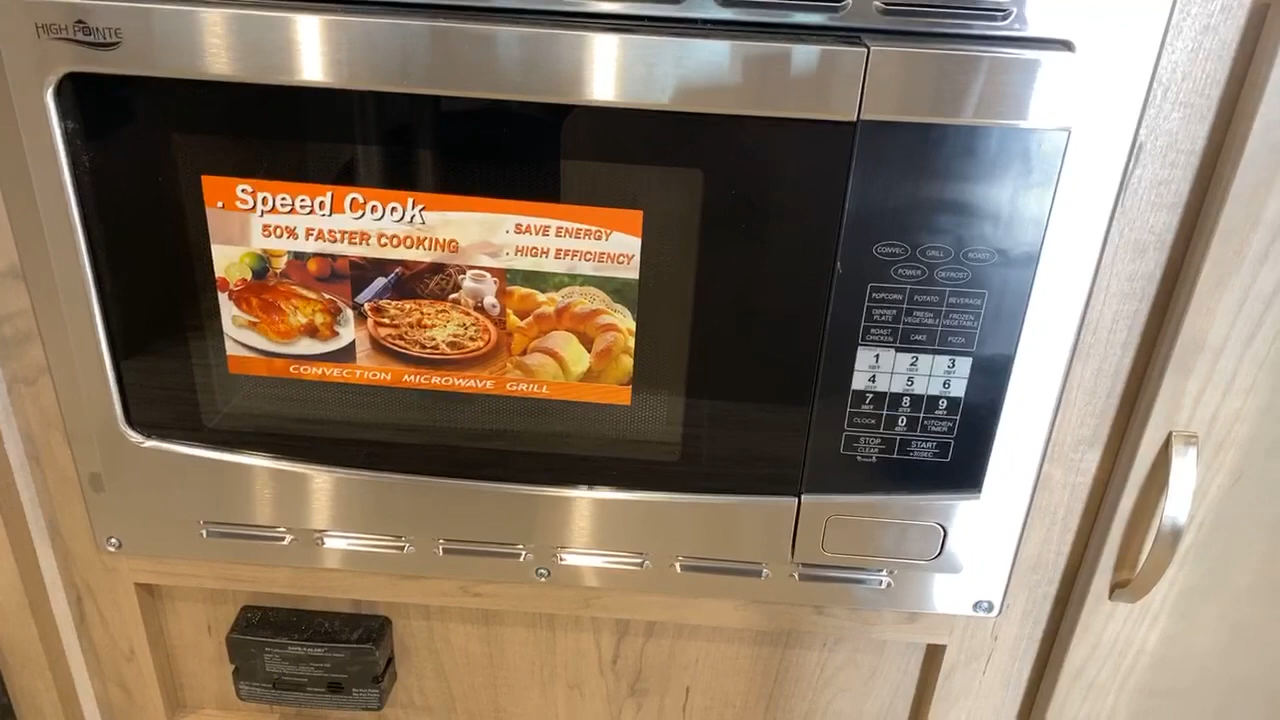 HIGH POINTE
. Speed Cook
50% FASTER COOKING
. SAVE ENERGY
. HIGH EFFICIENCY
CONVECTION MICROWAVE GRILL
CONVEC. GRILL ROAST
POWER DEFROST
POPCORN POTATO BEVERAGE
DINNER PLATE FRESH VEGETABLE FROZEN VEGETABLE
ROAST CHICKEN CAKE PIZZA
1 2 3
4 5 6
7 8 9
CLOCK 0 KITCHEN TIMER
STOP CLEAR START +30SEC
SAFE-T-ALERT